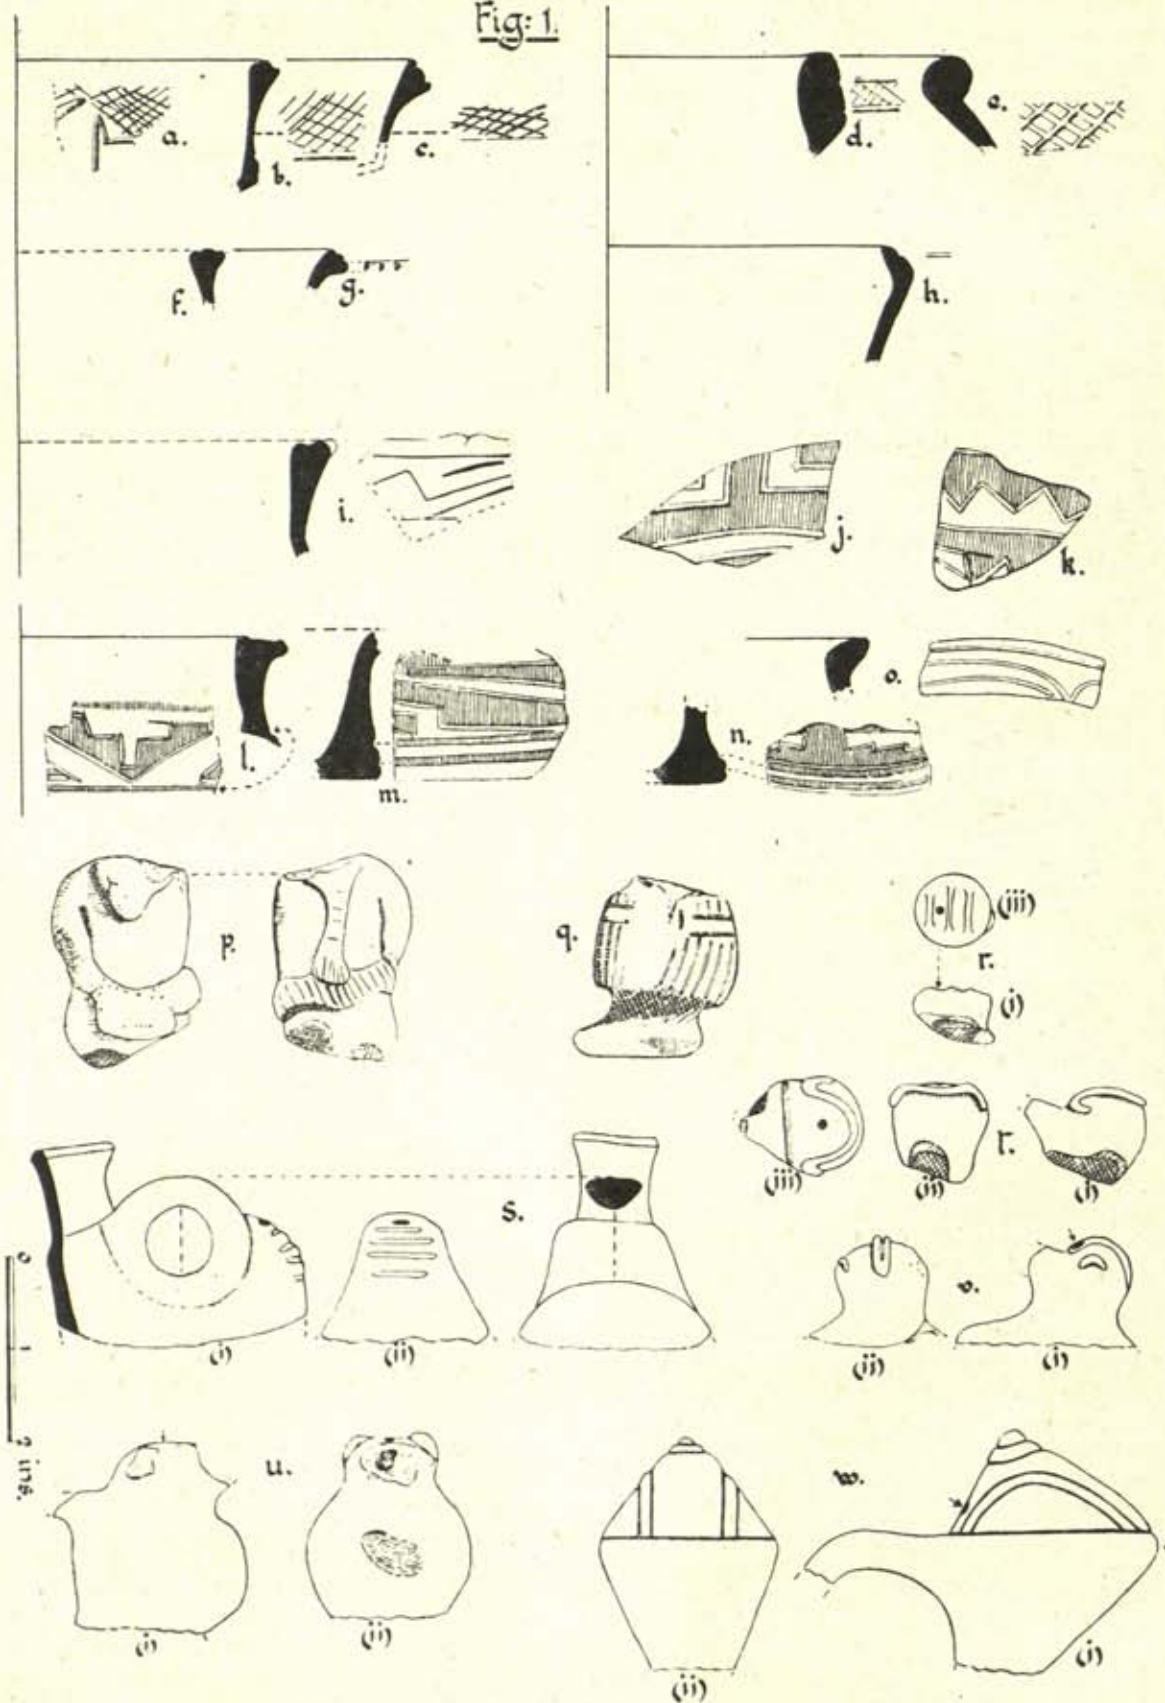 Fig: 1.
a.
b.
c.
d.
e.
f.
g.
h.
i.
j.
k.
l.
m.
n.
o.
p.
q.
r.
(iii)
(i)
r.
(iii)
(ii)
(i)
s.
(i)
(ii)
v.
(ii)
(i)
0
1
2 ins.
u.
(i)
(ii)
w.
(ii)
(i)